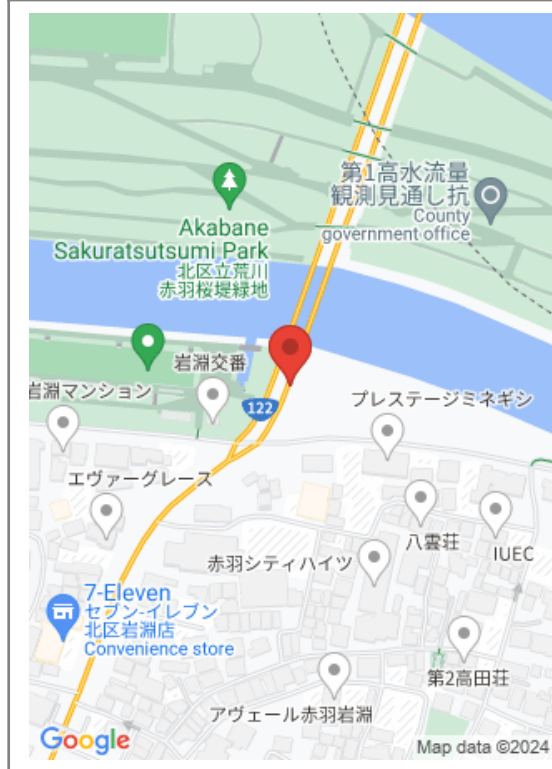 第1高水流量
観測見通し杭
County
government office
Akabane
Sakuratsutsumi Park
北区立荒川
赤羽桜堤緑地
岩淵交番
岩淵マンション
122
プレステージミネギシ
エヴァーグレース
八雲荘
IUEC
赤羽シティハイツ
7-Eleven
セブン-イレブン
北区岩淵店
Convenience store
第2高田荘
アヴェール赤羽岩淵
Google
Map data ©2024